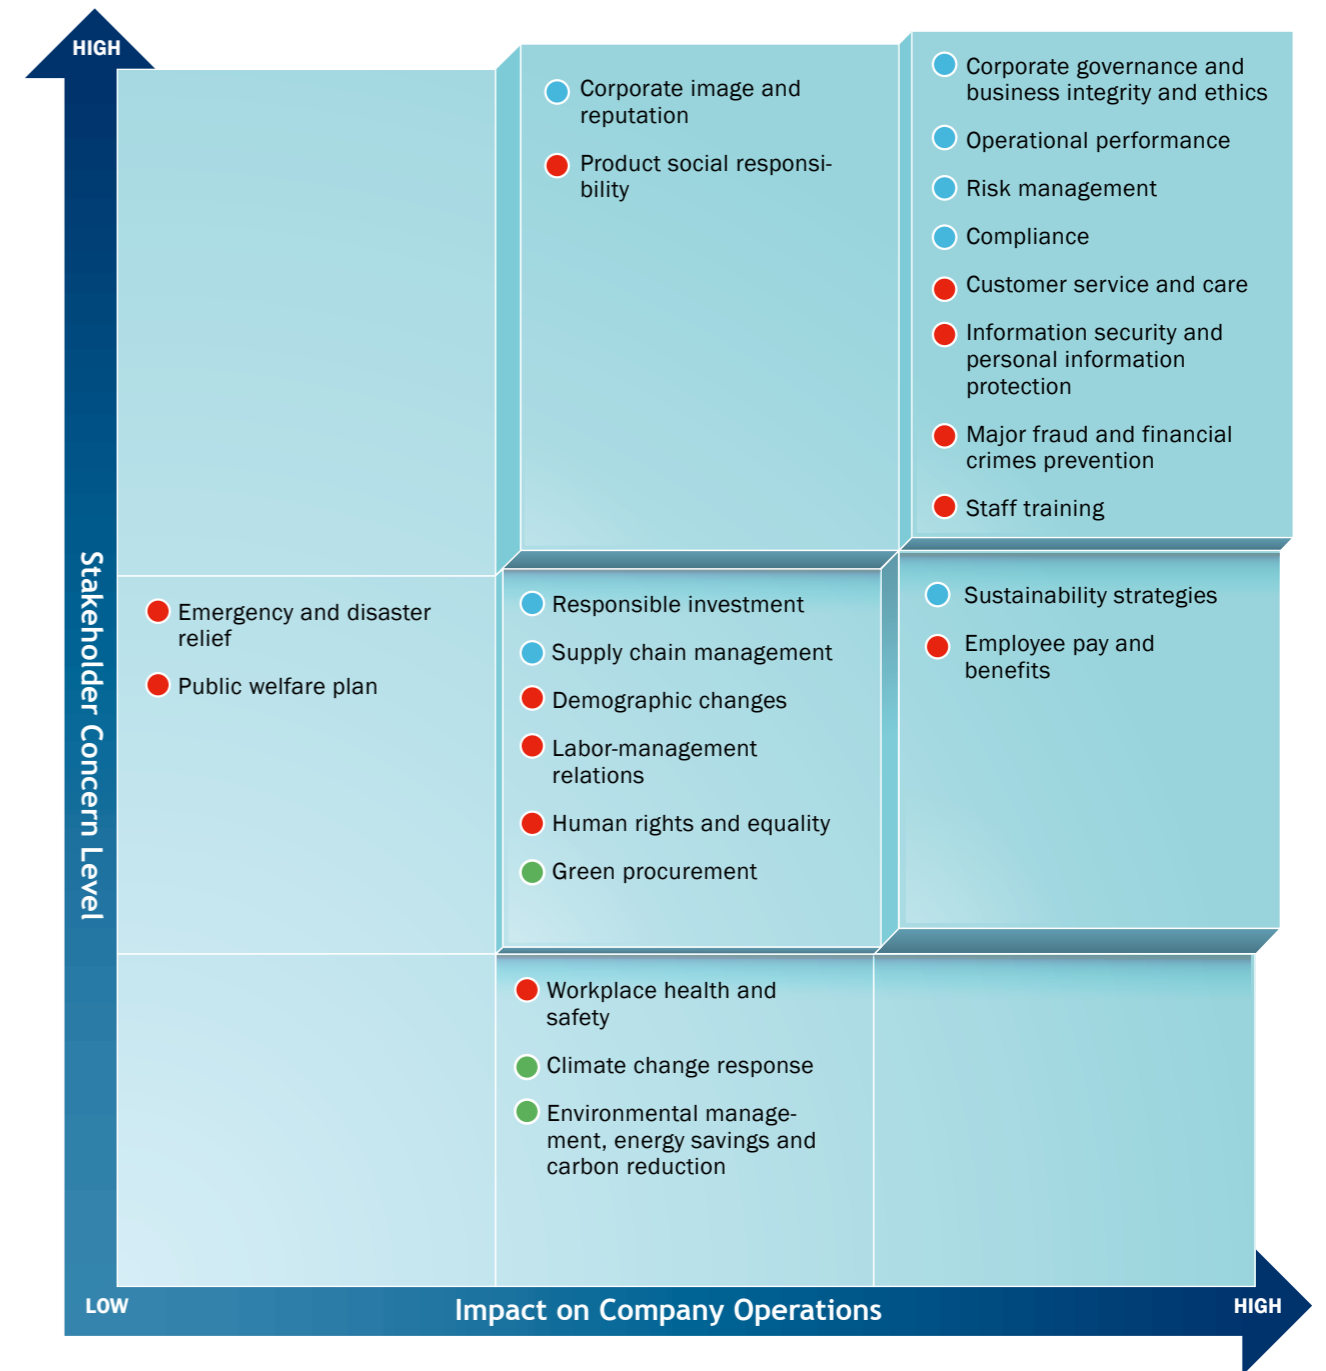 HIGH
Corporate image and
reputation
Product social responsi-
bility
Corporate governance and
business integrity and ethics
Operational performance
Risk management
Compliance
Customer service and care
Information security and
personal information
protection
Major fraud and financial
crimes prevention
Staff training
Stakeholder Concern Level
Emergency and disaster
relief
Public welfare plan
Responsible investment
Supply chain management
Demographic changes
Labor-management
relations
Human rights and equality
Green procurement
Sustainability strategies
Employee pay and
benefits
Workplace health and
safety
Climate change response
Environmental manage-
ment, energy savings and
carbon reduction
LOW
Impact on Company Operations
HIGH